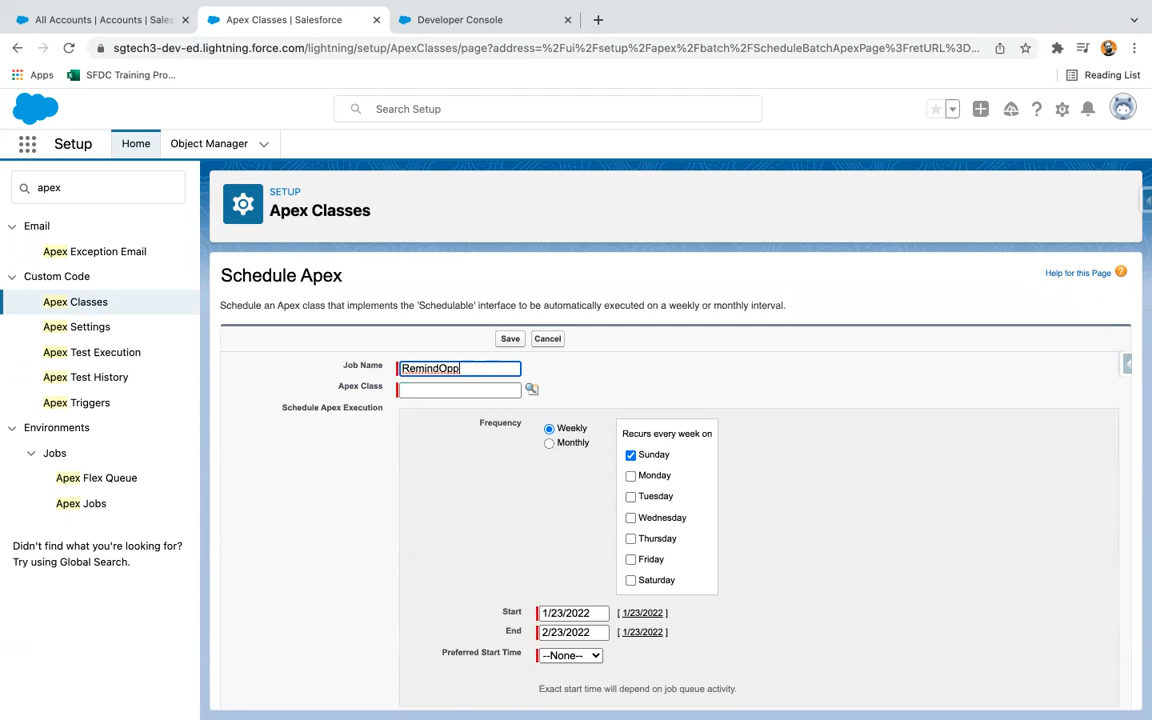 All Accounts | Accounts | Sales
Apex Classes | Salesforce
Developer Console
sgtech3-dev-ed.lightning.force.com/lightning/setup/ApexClasses/page?address=%2Fui%2Fsetup%2Fapex%2Fbatch%2FScheduleBatchApexPage%3FretURL%3D...
Apps
SFDC Training Pro...
Reading List
Search Setup
Setup
Home
Object Manager
apex
Email
Apex Exception Email
Custom Code
Apex Classes
Apex Settings
Apex Test Execution
Apex Test History
Apex Triggers
Environments
Jobs
Apex Flex Queue
Apex Jobs
Didn't find what you're looking for?
Try using Global Search.
SETUP
Apex Classes
Schedule Apex
Help for this Page ?
Schedule an Apex class that implements the 'Schedulable' interface to be automatically executed on a weekly or monthly interval.
Save Cancel
Job Name RemindOpp
Apex Class
Schedule Apex Execution
Frequency
Weekly
Monthly
Recurs every week on
Sunday
Monday
Tuesday
Wednesday
Thursday
Friday
Saturday
Start 1/23/2022 [ 1/23/2022 ]
End 2/23/2022 [ 1/23/2022 ]
Preferred Start Time --None--
Exact start time will depend on job queue activity.